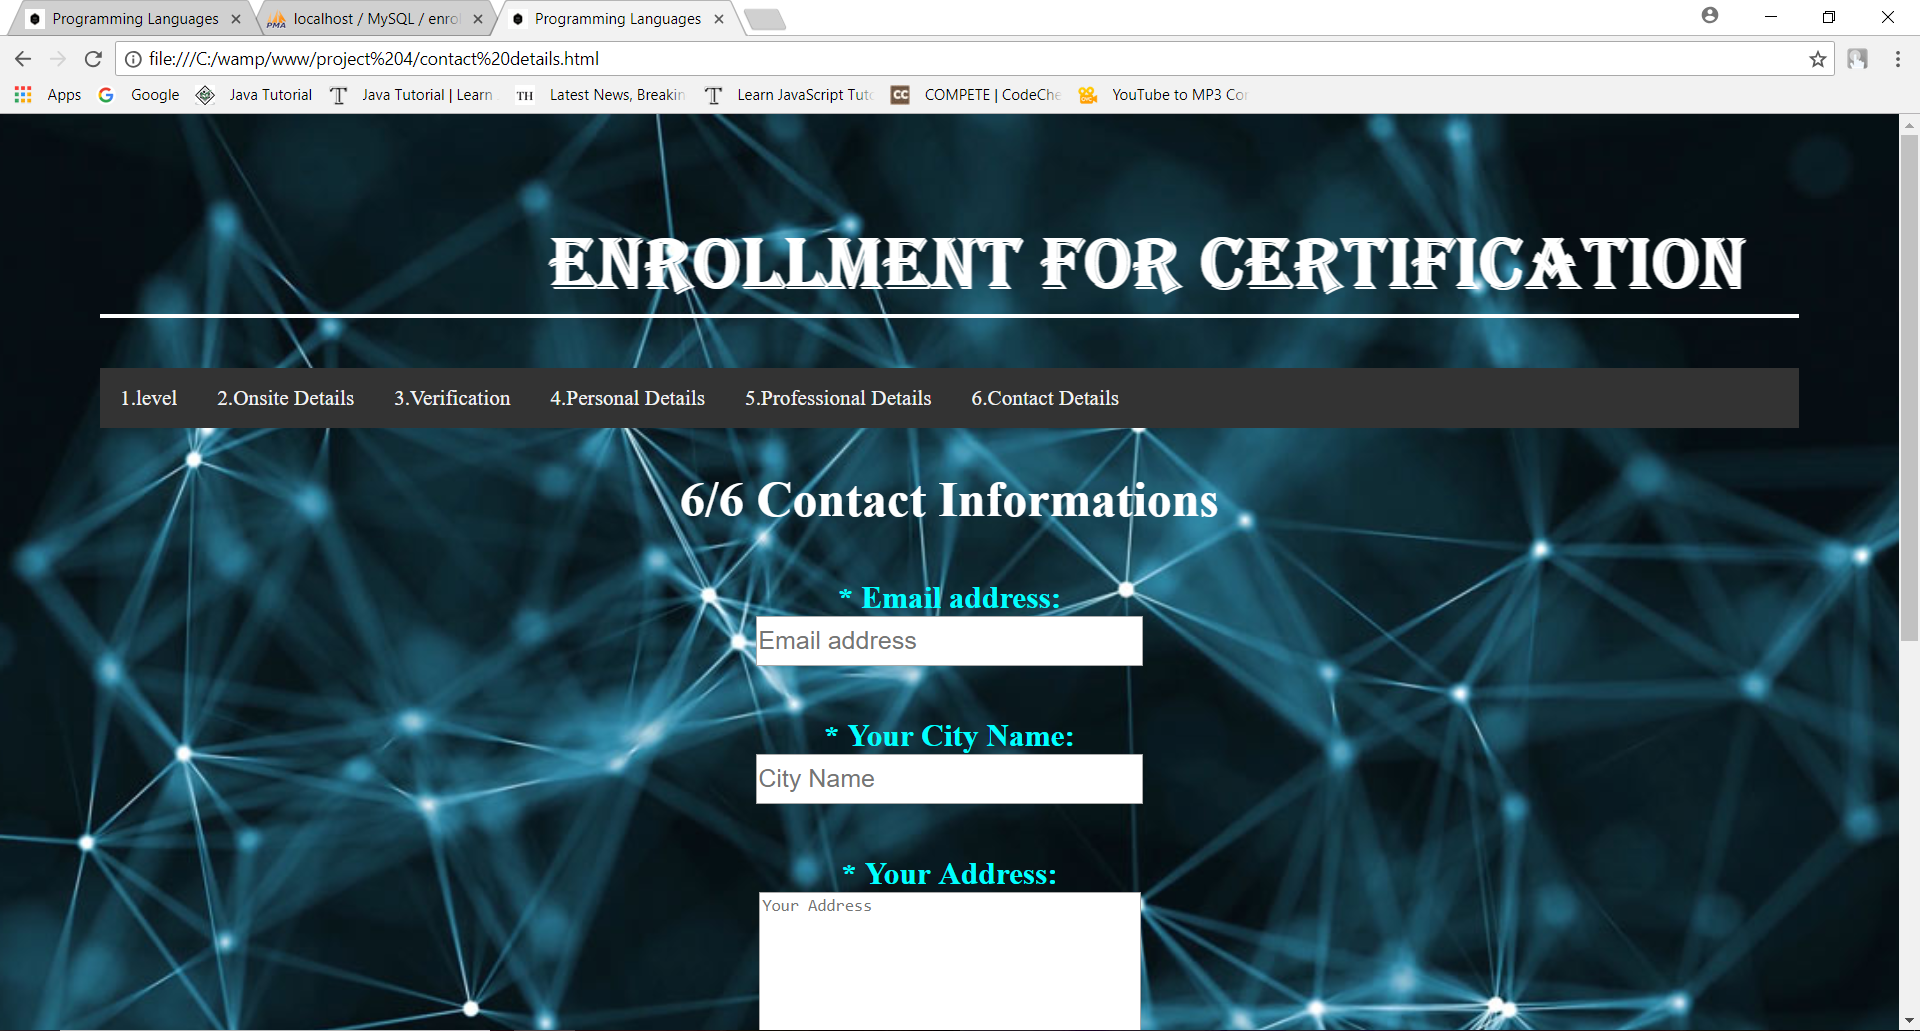 Programming Languages
localhost / MySQL / enrol
Programming Languages
file:///C:/wamp/www/project%204/contact%20details.html
Apps Google Java Tutorial Java Tutorial | Learn TH Latest News, Breakin Learn JavaScript Tut CC COMPETE | CodeChe YouTube to MP3 Co
ENROLLMENT FOR CERTIFICATION
1.level 2.Onsite Details 3.Verification 4.Personal Details 5.Professional Details 6.Contact Details
6/6 Contact Informations
* Email address:
Email address
* Your City Name:
City Name
* Your Address:
Your Address